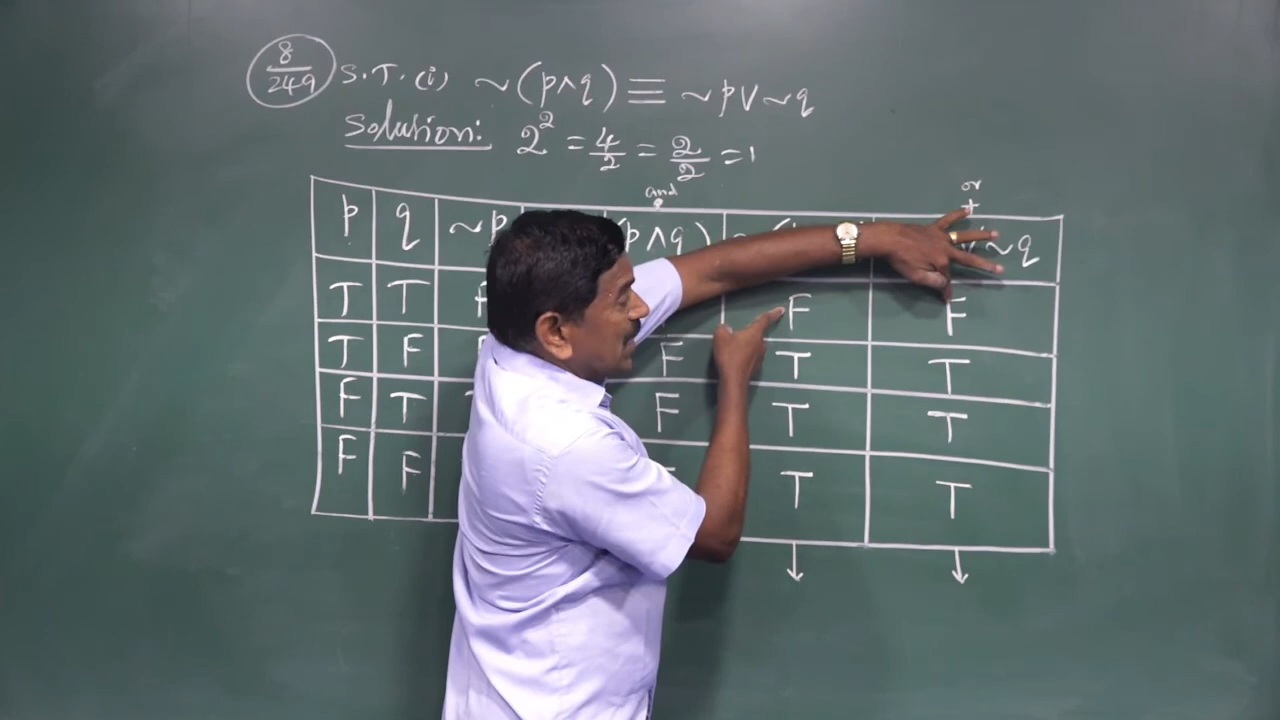 8/249 S.T. (i) ~(p∧q) ≡ ~p∨~q
Solution: 2² = 4/2 = 2/2 = 1
and or
· +
p q ~p (p∧q) ~q
T T F F F
T F F T T
F T F T T
F F T T